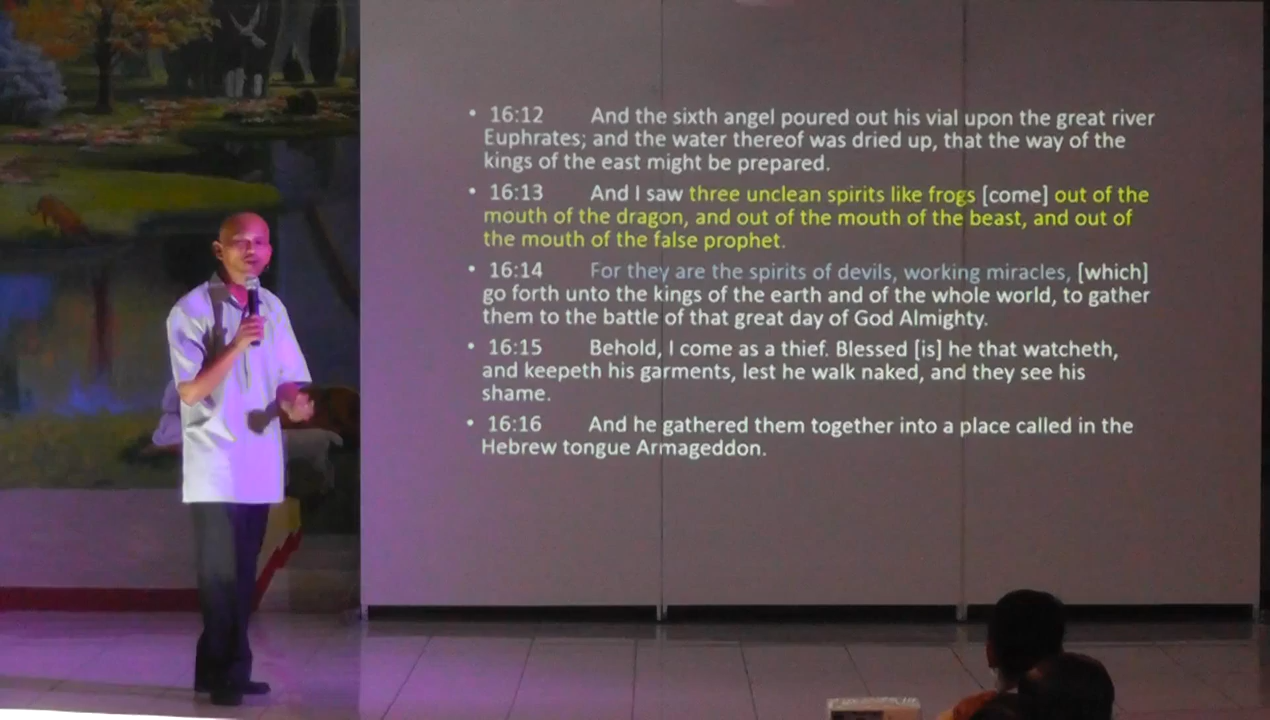 • 16:12 And the sixth angel poured out his vial upon the great river
Euphrates; and the water thereof was dried up, that the way of the
kings of the east might be prepared.
• 16:13 And I saw three unclean spirits like frogs [come] out of the
mouth of the dragon, and out of the mouth of the beast, and out of
the mouth of the false prophet.
• 16:14 For they are the spirits of devils, working miracles, [which]
go forth unto the kings of the earth and of the whole world, to gather
them to the battle of that great day of God Almighty.
• 16:15 Behold, I come as a thief. Blessed [is] he that watcheth,
and keepeth his garments, lest he walk naked, and they see his
shame.
• 16:16 And he gathered them together into a place called in the
Hebrew tongue Armageddon.